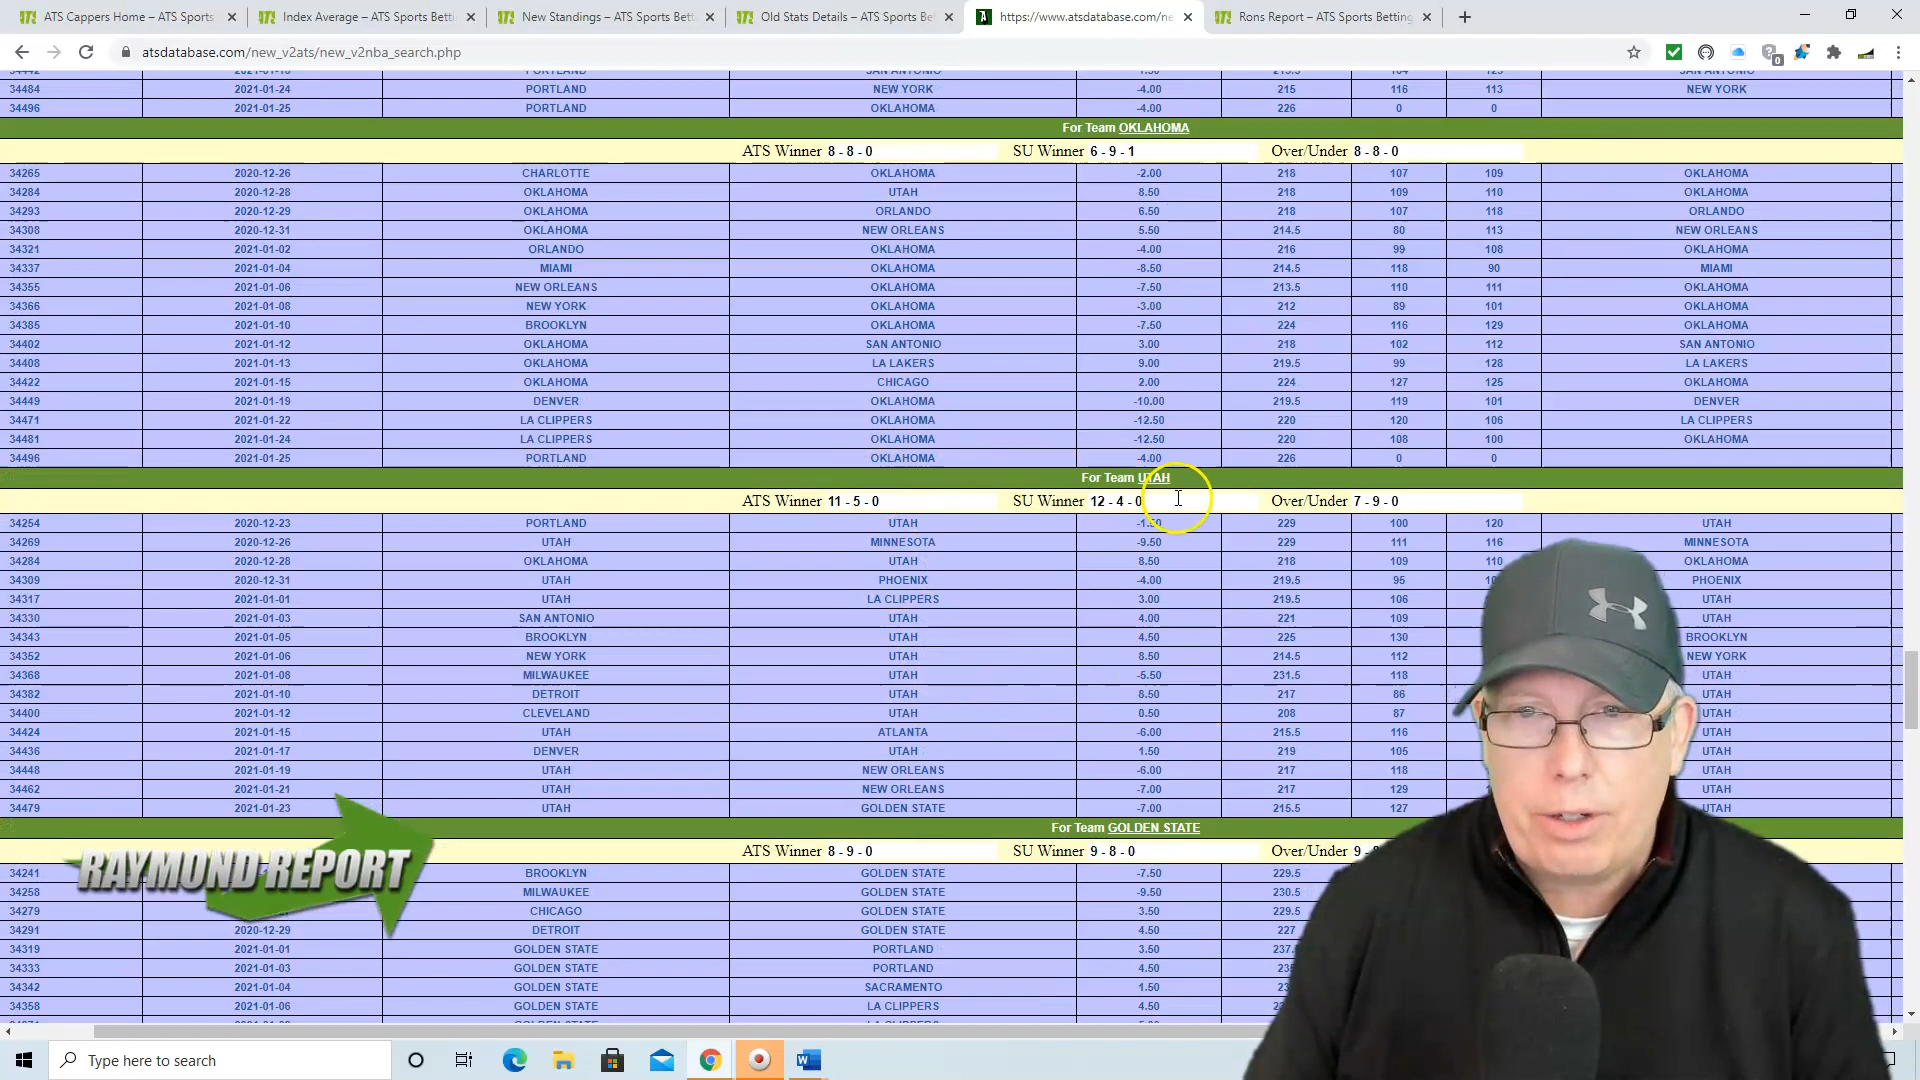 ATS Cappers Home – ATS Sports
Index Average – ATS Sports Betti
New Standings – ATS Sports Bett
Old Stats Details – ATS Sports Be
https://www.atsdatabase.com/ne
Rons Report – ATS Sports Betting
atsdatabase.com/new_v2ats/new_v2nba_search.php
34484 2021-01-24 PORTLAND NEW YORK -4.00 215 116 113 NEW YORK
34496 2021-01-25 PORTLAND OKLAHOMA -4.00 226 0 0
For Team OKLAHOMA
ATS Winner 8 - 8 - 0 SU Winner 6 - 9 - 1 Over/Under 8 - 8 - 0
34265 2020-12-26 CHARLOTTE OKLAHOMA -2.00 218 107 109 OKLAHOMA
34284 2020-12-28 OKLAHOMA UTAH 8.50 218 109 110 OKLAHOMA
34293 2020-12-29 OKLAHOMA ORLANDO 6.50 218 107 118 ORLANDO
34308 2020-12-31 OKLAHOMA NEW ORLEANS 5.50 214.5 80 113 NEW ORLEANS
34321 2021-01-02 ORLANDO OKLAHOMA -4.00 216 99 108 OKLAHOMA
34337 2021-01-04 MIAMI OKLAHOMA -8.50 214.5 118 90 MIAMI
34355 2021-01-06 NEW ORLEANS OKLAHOMA -7.50 213.5 110 111 OKLAHOMA
34366 2021-01-08 NEW YORK OKLAHOMA -3.00 212 89 101 OKLAHOMA
34385 2021-01-10 BROOKLYN OKLAHOMA -7.50 224 116 129 OKLAHOMA
34402 2021-01-12 OKLAHOMA SAN ANTONIO 3.00 218 102 112 SAN ANTONIO
34408 2021-01-13 OKLAHOMA LA LAKERS 9.00 219.5 99 128 LA LAKERS
34422 2021-01-15 OKLAHOMA CHICAGO 2.00 224 127 125 OKLAHOMA
34449 2021-01-19 DENVER OKLAHOMA -10.00 219.5 119 101 DENVER
34471 2021-01-22 LA CLIPPERS OKLAHOMA -12.50 220 120 106 LA CLIPPERS
34481 2021-01-24 LA CLIPPERS OKLAHOMA -12.50 220 108 100 OKLAHOMA
34496 2021-01-25 PORTLAND OKLAHOMA -4.00 226 0 0
For Team UTAH
ATS Winner 11 - 5 - 0 SU Winner 12 - 4 - 0 Over/Under 7 - 9 - 0
34254 2020-12-23 PORTLAND UTAH -1.50 229 100 120 UTAH
34269 2020-12-26 UTAH MINNESOTA -9.50 229 111 116 MINNESOTA
34284 2020-12-28 OKLAHOMA UTAH 8.50 218 109 110 OKLAHOMA
34309 2020-12-31 UTAH PHOENIX -4.00 219.5 95 PHOENIX
34317 2021-01-01 UTAH LA CLIPPERS 3.00 219.5 106 UTAH
34330 2021-01-03 SAN ANTONIO UTAH 4.00 221 109 UTAH
34343 2021-01-05 BROOKLYN UTAH 4.50 225 130 BROOKLYN
34352 2021-01-06 NEW YORK UTAH 8.50 214.5 112 NEW YORK
34368 2021-01-08 MILWAUKEE UTAH -5.50 231.5 118 UTAH
34382 2021-01-10 DETROIT UTAH 8.50 217 86 UTAH
34400 2021-01-12 CLEVELAND UTAH 0.50 208 87 UTAH
34424 2021-01-15 UTAH ATLANTA -6.00 215.5 116 UTAH
34436 2021-01-17 DENVER UTAH 1.50 219 105 UTAH
34448 2021-01-19 UTAH NEW ORLEANS -6.00 217 118 UTAH
34462 2021-01-21 UTAH NEW ORLEANS -7.00 217 129 UTAH
34479 2021-01-23 UTAH GOLDEN STATE -7.00 215.5 127 UTAH
For Team GOLDEN STATE
ATS Winner 8 - 9 - 0 SU Winner 9 - 8 - 0 Over/Under 9 -
34241 BROOKLYN GOLDEN STATE -7.50 229.5
34258 MILWAUKEE GOLDEN STATE -9.50 230.5
34279 CHICAGO GOLDEN STATE 3.50 229.5
34291 2020-12-29 DETROIT GOLDEN STATE 4.50 227
34319 2021-01-01 GOLDEN STATE PORTLAND 3.50
34333 2021-01-03 GOLDEN STATE PORTLAND 4.50
34342 2021-01-04 GOLDEN STATE SACRAMENTO 1.50
34358 2021-01-06 GOLDEN STATE LA CLIPPERS 4.50
RAYMOND REPORT
Type here to search